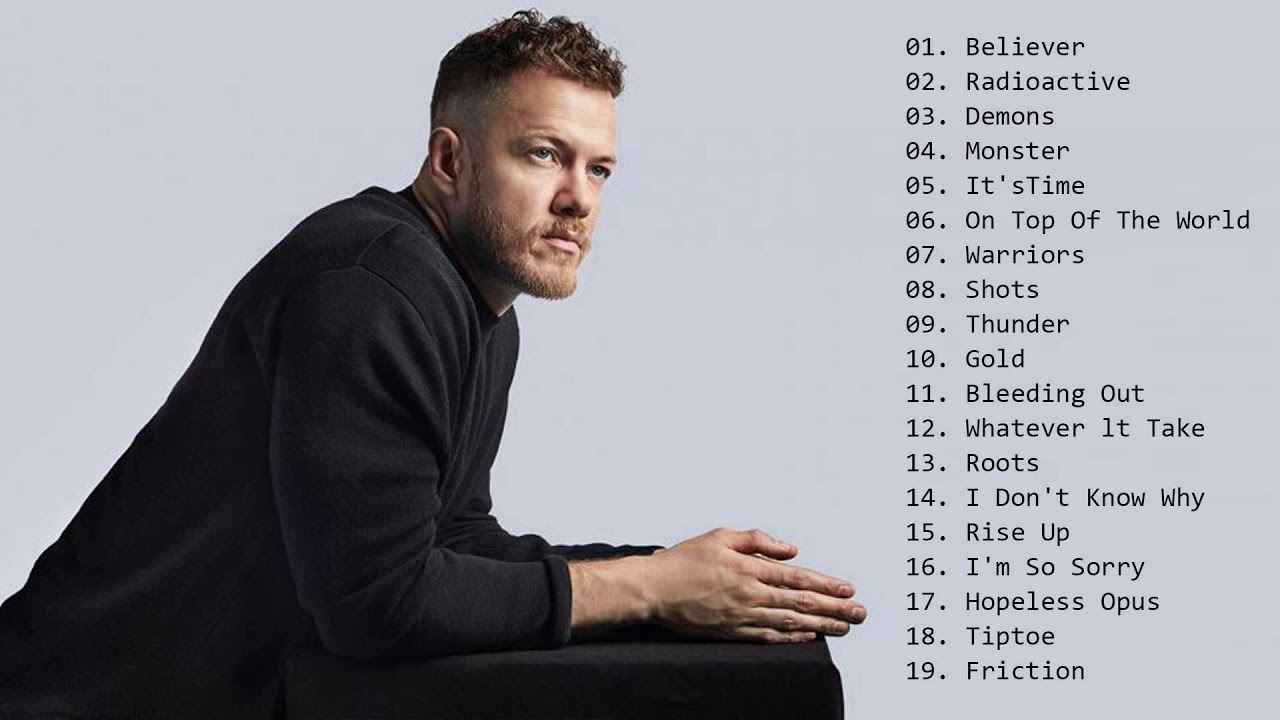 01. Believer
02. Radioactive
03. Demons
04. Monster
05. It'sTime
06. On Top Of The World
07. Warriors
08. Shots
09. Thunder
10. Gold
11. Bleeding Out
12. Whatever lt Take
13. Roots
14. I Don't Know Why
15. Rise Up
16. I'm So Sorry
17. Hopeless Opus
18. Tiptoe
19. Friction